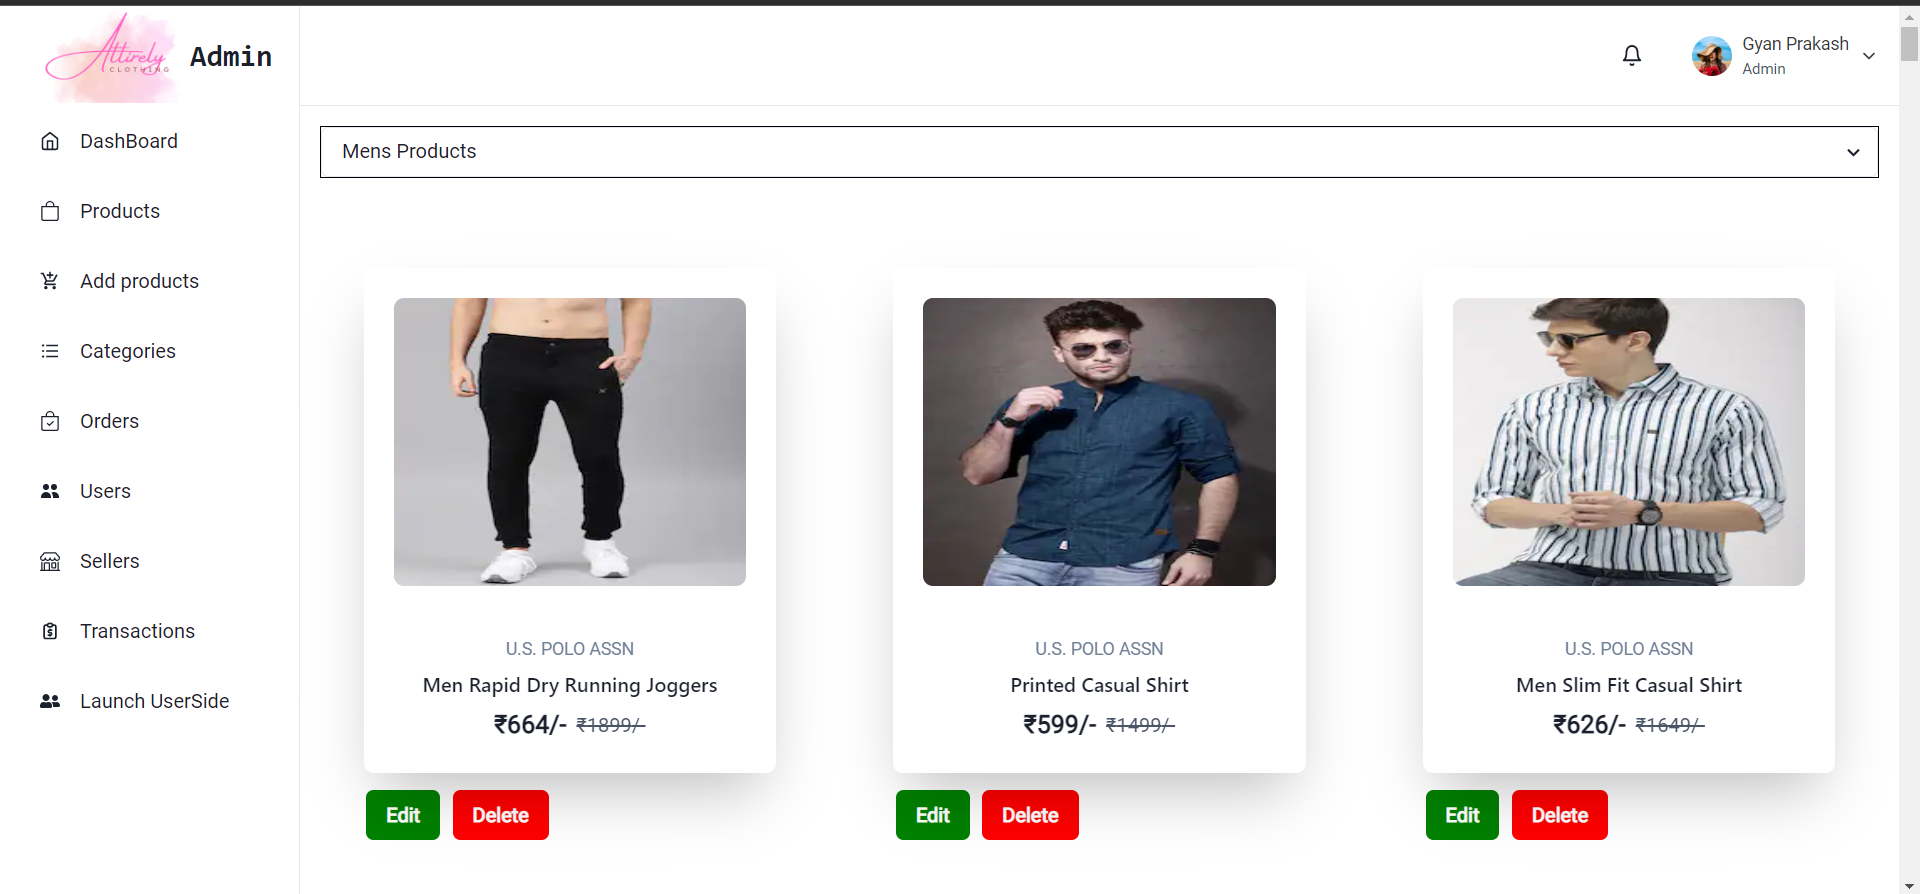 Attirely
CLOTHING
Admin
Gyan Prakash
Admin
DashBoard
Products
Add products
Categories
Orders
Users
Sellers
Transactions
Launch UserSide
Mens Products
U.S. POLO ASSN
Men Rapid Dry Running Joggers
₹664/- ₹1899/-
Edit Delete
U.S. POLO ASSN
Printed Casual Shirt
₹599/- ₹1499/-
Edit Delete
U.S. POLO ASSN
Men Slim Fit Casual Shirt
₹626/- ₹1649/-
Edit Delete